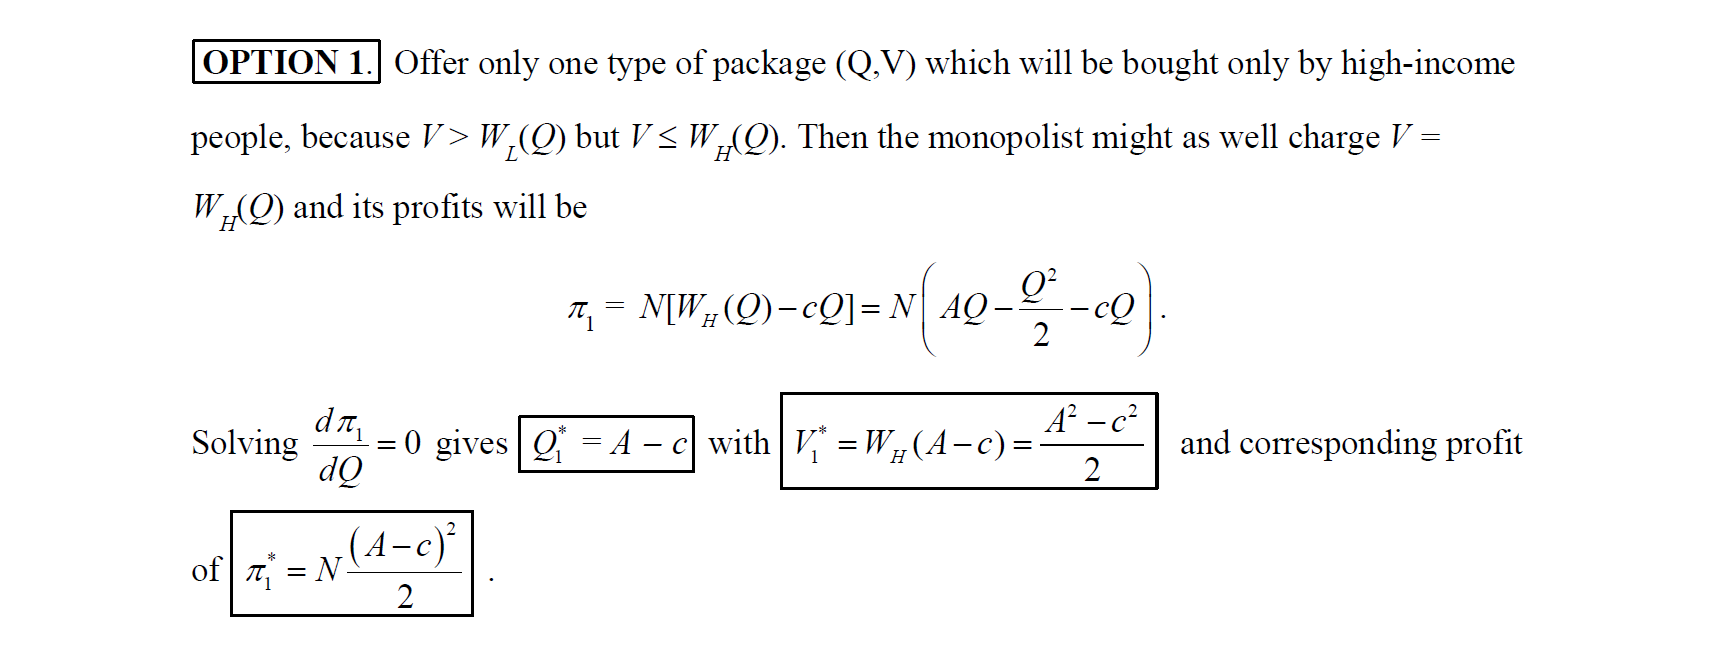 OPTION 1. Offer only one type of package (Q,V) which will be bought only by high-income
people, because V > W_L(Q) but V ≤ W_H(Q). Then the monopolist might as well charge V =
W_H(Q) and its profits will be
π_1 = N[W_H(Q) − cQ] = N(AQ − Q²/2 − cQ).
Solving dπ_1/dQ = 0 gives Q_1^* = A − c with V_1^* = W_H(A − c) = (A² − c²)/2 and corresponding profit
of π_1^* = N (A − c)²/2 .